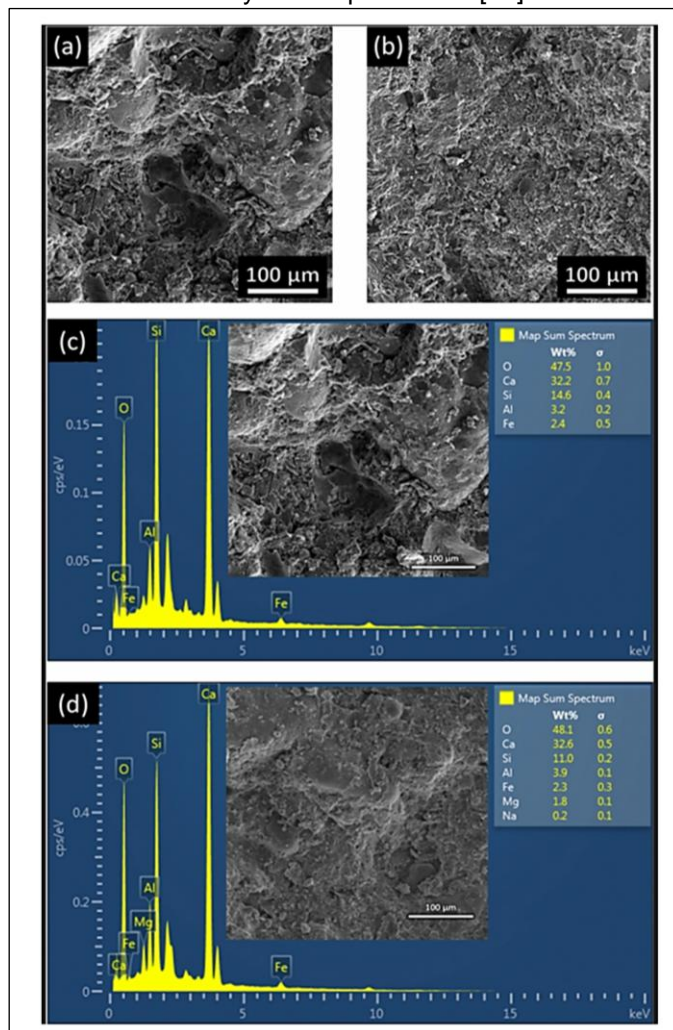 (a)
(b)
100 µm
100 µm
(c)
Si
Ca
O
Al
Ca
Fe
Fe
0.15
0.1
0.05
0
cps/eV
0
5
10
15
keV
100 µm
Map Sum Spectrum
Wt% σ
O 47.5 1.0
Ca 32.2 0.7
Si 14.6 0.4
Al 3.2 0.2
Fe 2.4 0.5
(d)
Ca
Si
O
Al
Mg
Fe
Ca
Fe
0.4
0.2
0
cps/eV
0
5
10
15
keV
100 µm
Map Sum Spectrum
Wt% σ
O 48.1 0.6
Ca 32.6 0.5
Si 11.0 0.2
Al 3.9 0.1
Fe 2.3 0.3
Mg 1.8 0.1
Na 0.2 0.1